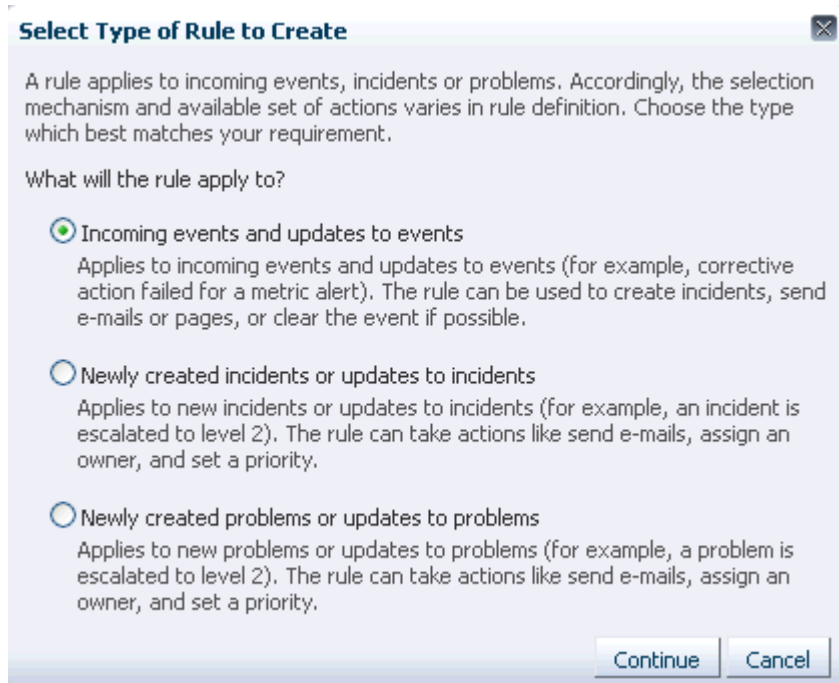 Select Type of Rule to Create
A rule applies to incoming events, incidents or problems. Accordingly, the selection
mechanism and available set of actions varies in rule definition. Choose the type
which best matches your requirement.
What will the rule apply to?
Incoming events and updates to events
Applies to incoming events and updates to events (for example, corrective
action failed for a metric alert). The rule can be used to create incidents, send
e-mails or pages, or clear the event if possible.
Newly created incidents or updates to incidents
Applies to new incidents or updates to incidents (for example, an incident is
escalated to level 2). The rule can take actions like send e-mails, assign an
owner, and set a priority.
Newly created problems or updates to problems
Applies to new problems or updates to problems (for example, a problem is
escalated to level 2). The rule can take actions like send e-mails, assign an
owner, and set a priority.
Continue Cancel